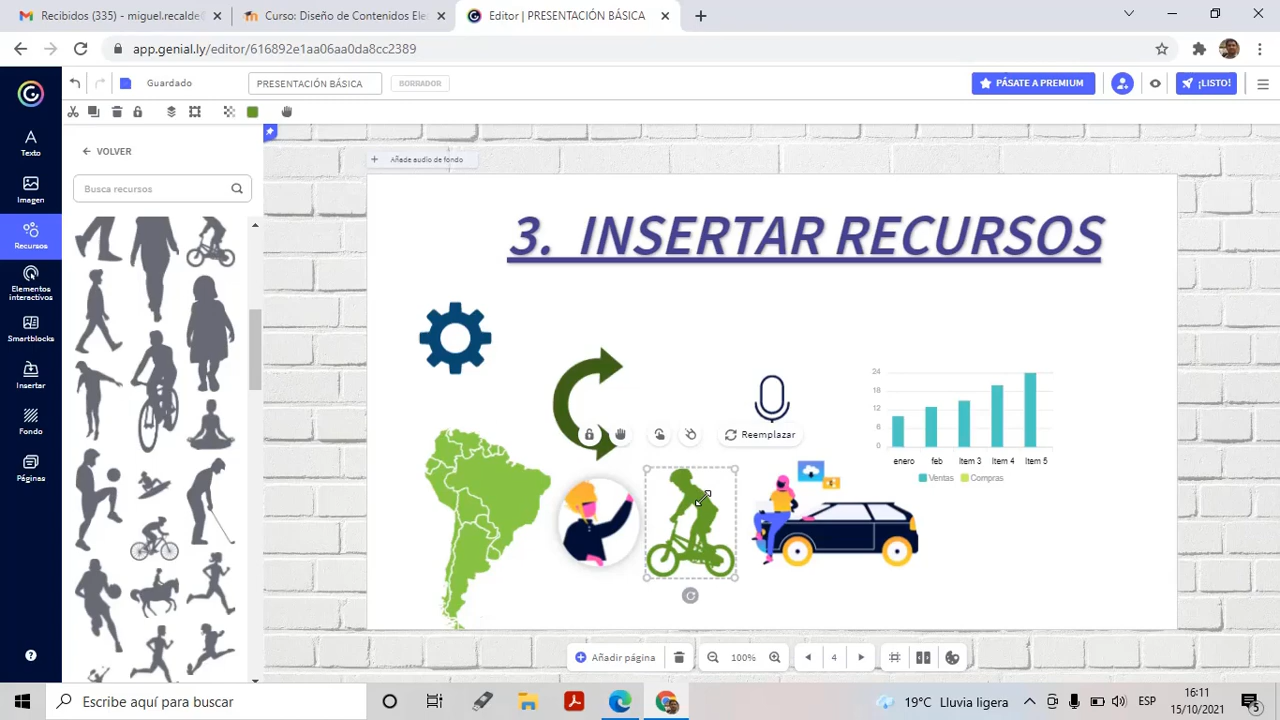 Recibidos (335) - miguel.recalde
Curso: Diseño de Contenidos Ele
Editor | PRESENTACIÓN BÁSICA
app.genial.ly/editor/616892e1aa06aa0da8cc2389
Guardado
PRESENTACIÓN BÁSICA
BORRADOR
PÁSATE A PREMIUM
¡LISTO!
Texto
Imagen
Recursos
Elementos
interactivos
Smartblocks
Insertar
Fondo
Páginas
VOLVER
Busca recursos
Añade audio de fondo
3. INSERTAR RECURSOS
Reemplazar
24
18
12
6
0
enero feb Item 3 Item 4 Item 5
Ventas Compras
Añadir página
100%
4
Escribe aquí para buscar
19°C Lluvia ligera
ESP
16:11
15/10/2021
5